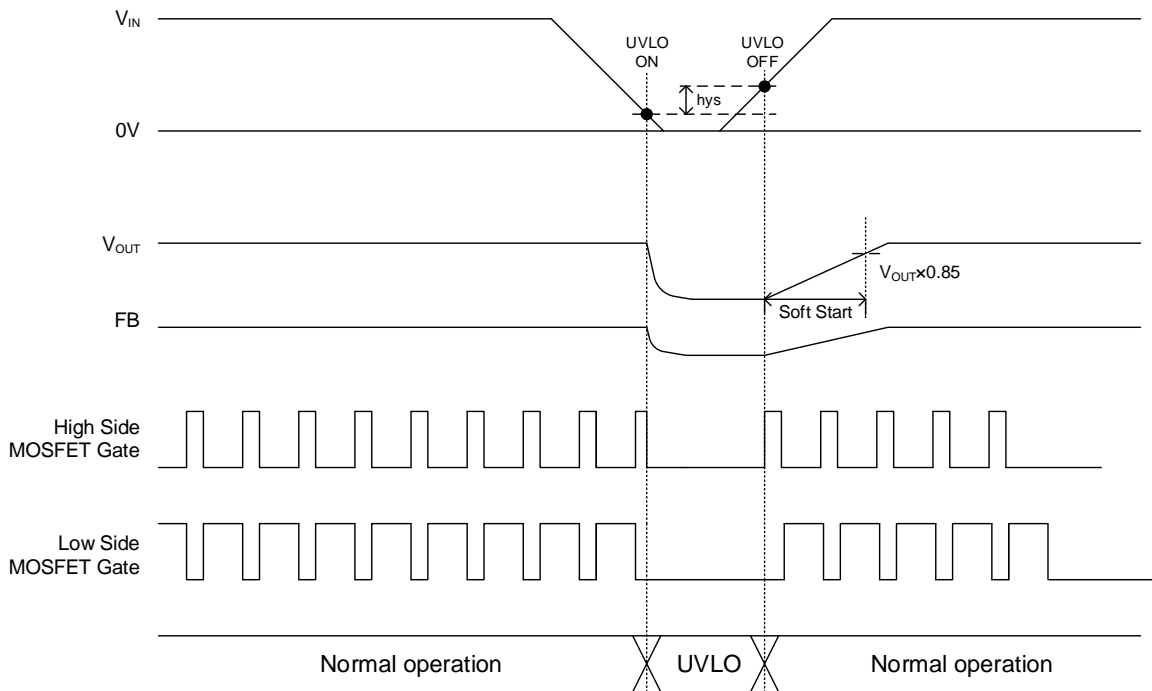 VIN
UVLO
ON
UVLO
OFF
hys
0V
VOUT
VOUT×0.85
Soft Start
FB
High Side
MOSFET Gate
Low Side
MOSFET Gate
Normal operation
UVLO
Normal operation